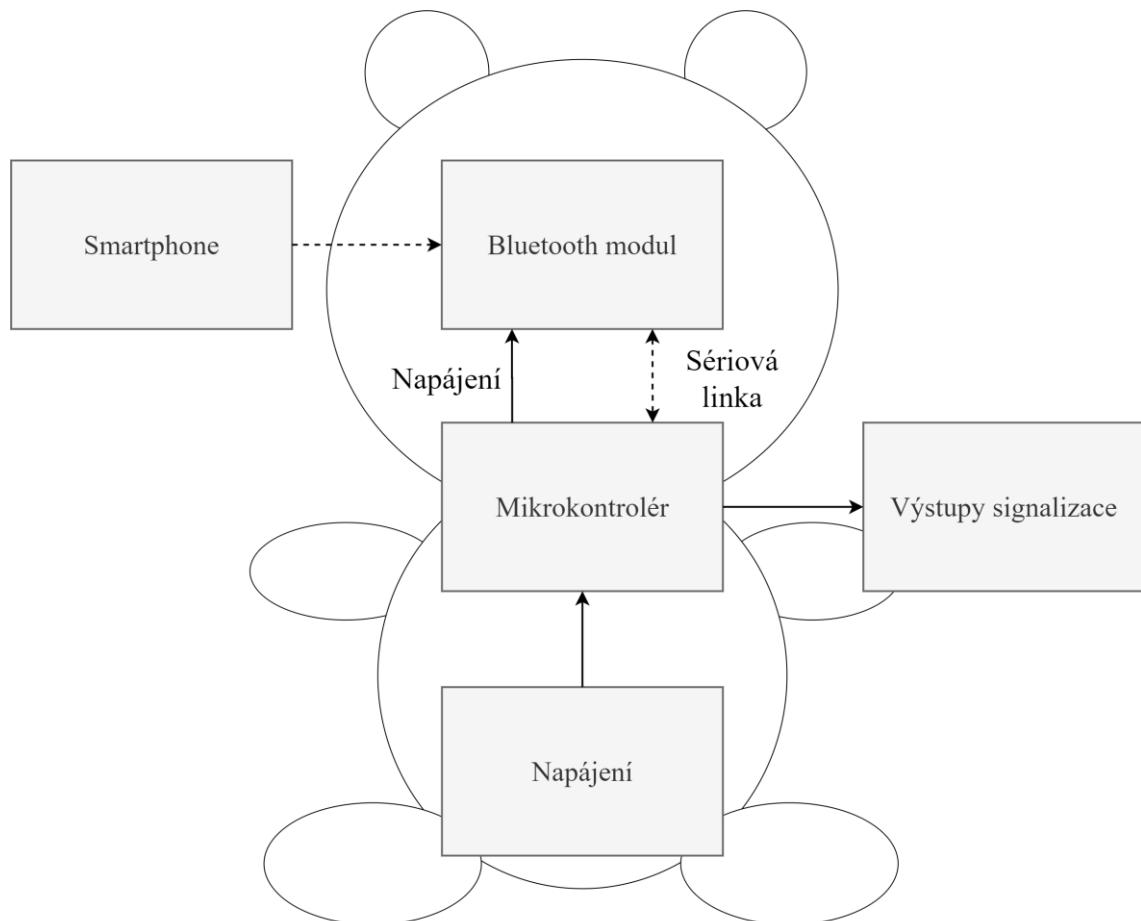 Smartphone
Bluetooth modul
Napájení
Sériová
linka
Mikrokontrolér
Výstupy signalizace
Napájení